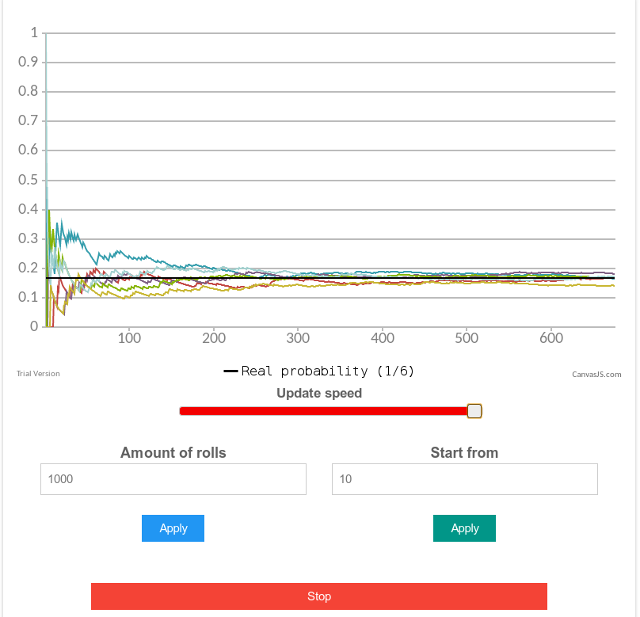 1
0.9
0.8
0.7
0.6
0.5
0.4
0.3
0.2
0.1
0
100 200 300 400 500 600
Trial Version
Real probability (1/6)
CanvasJS.com
Update speed
Amount of rolls Start from
1000 10
Apply Apply
Stop